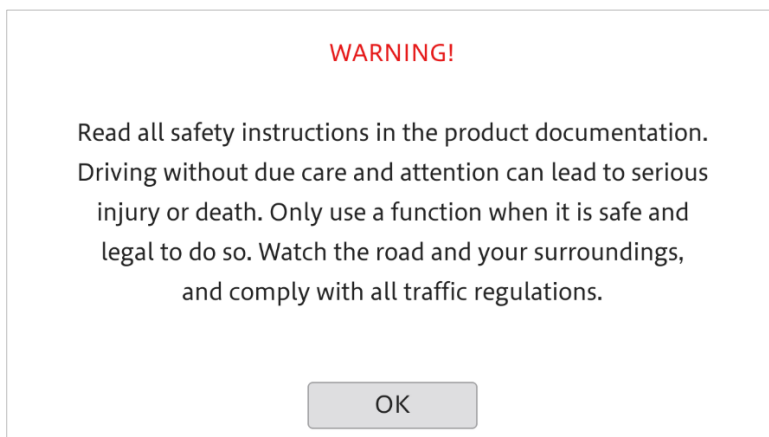 WARNING!
Read all safety instructions in the product documentation.
Driving without due care and attention can lead to serious
injury or death. Only use a function when it is safe and
legal to do so. Watch the road and your surroundings,
and comply with all traffic regulations.
OK